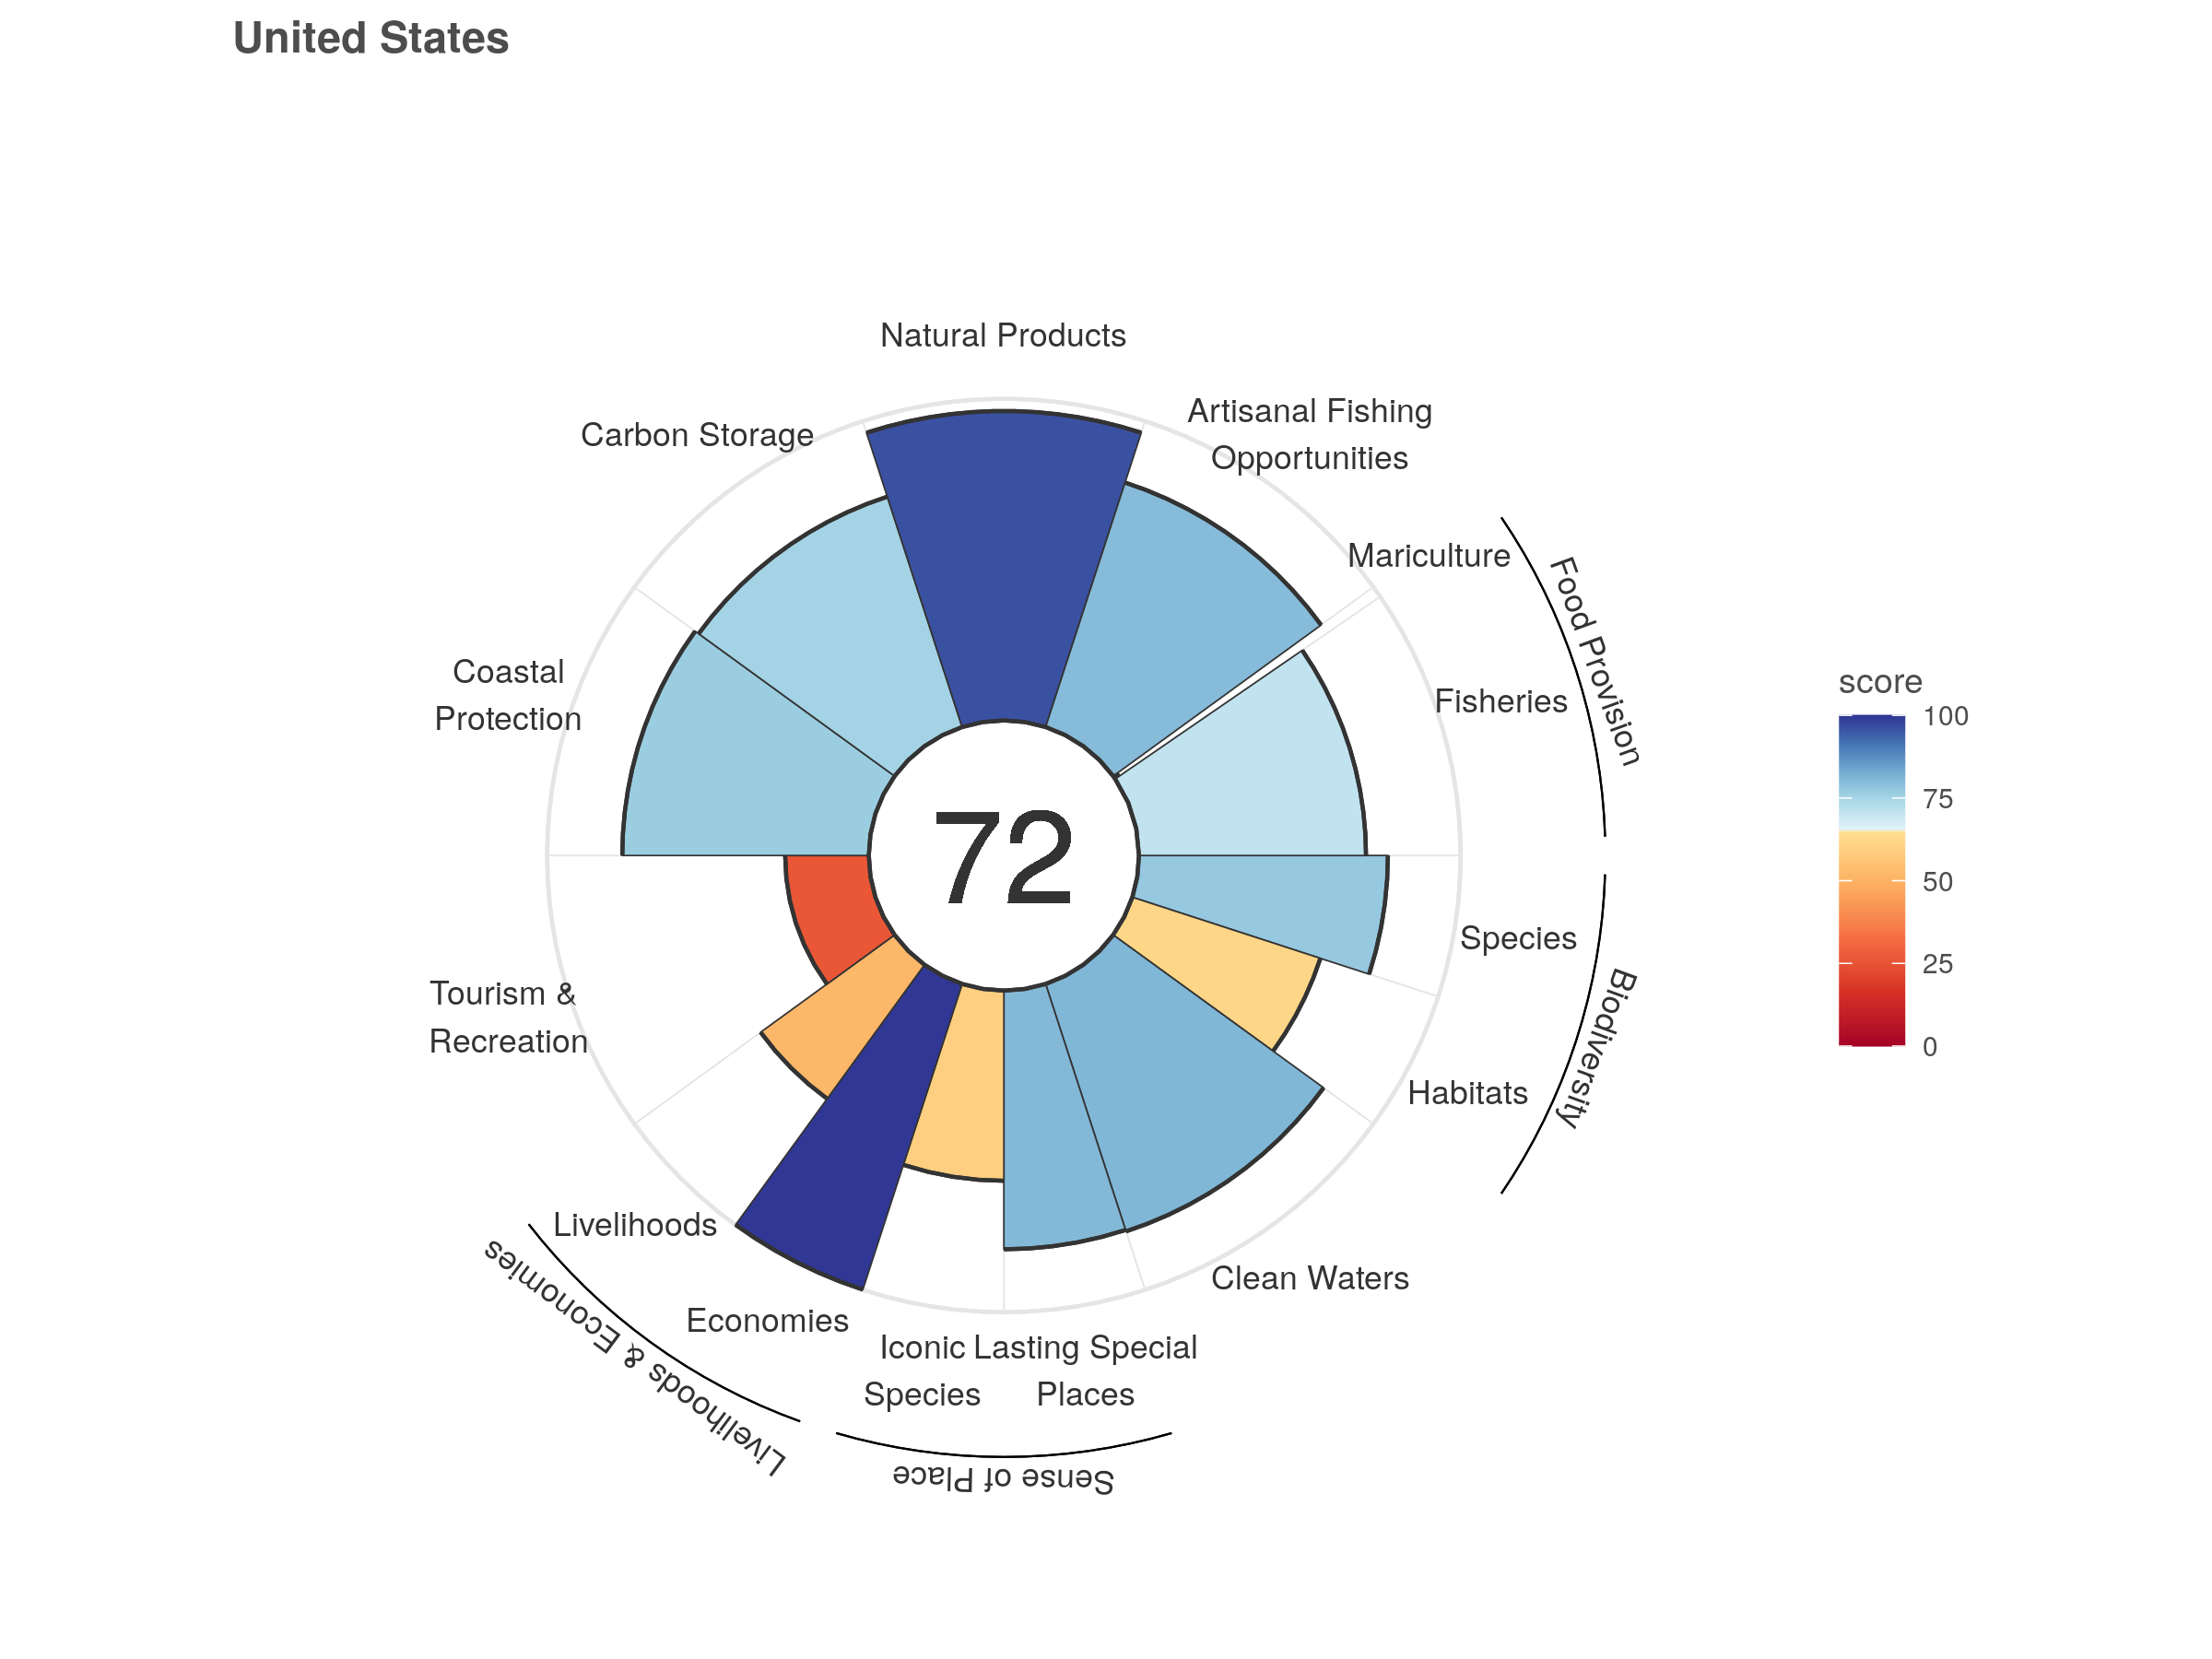 United States
Natural Products
Artisanal Fishing
Opportunities
Carbon Storage
Mariculture
Food Provision
Coastal
Protection
Fisheries
72
score
100
75
50
25
0
Species
Biodiversity
Tourism &
Recreation
Habitats
Livelihoods
Clean Waters
Economies
Livelihoods & Economies
Iconic
Species
Lasting Special
Places
Sense of Place